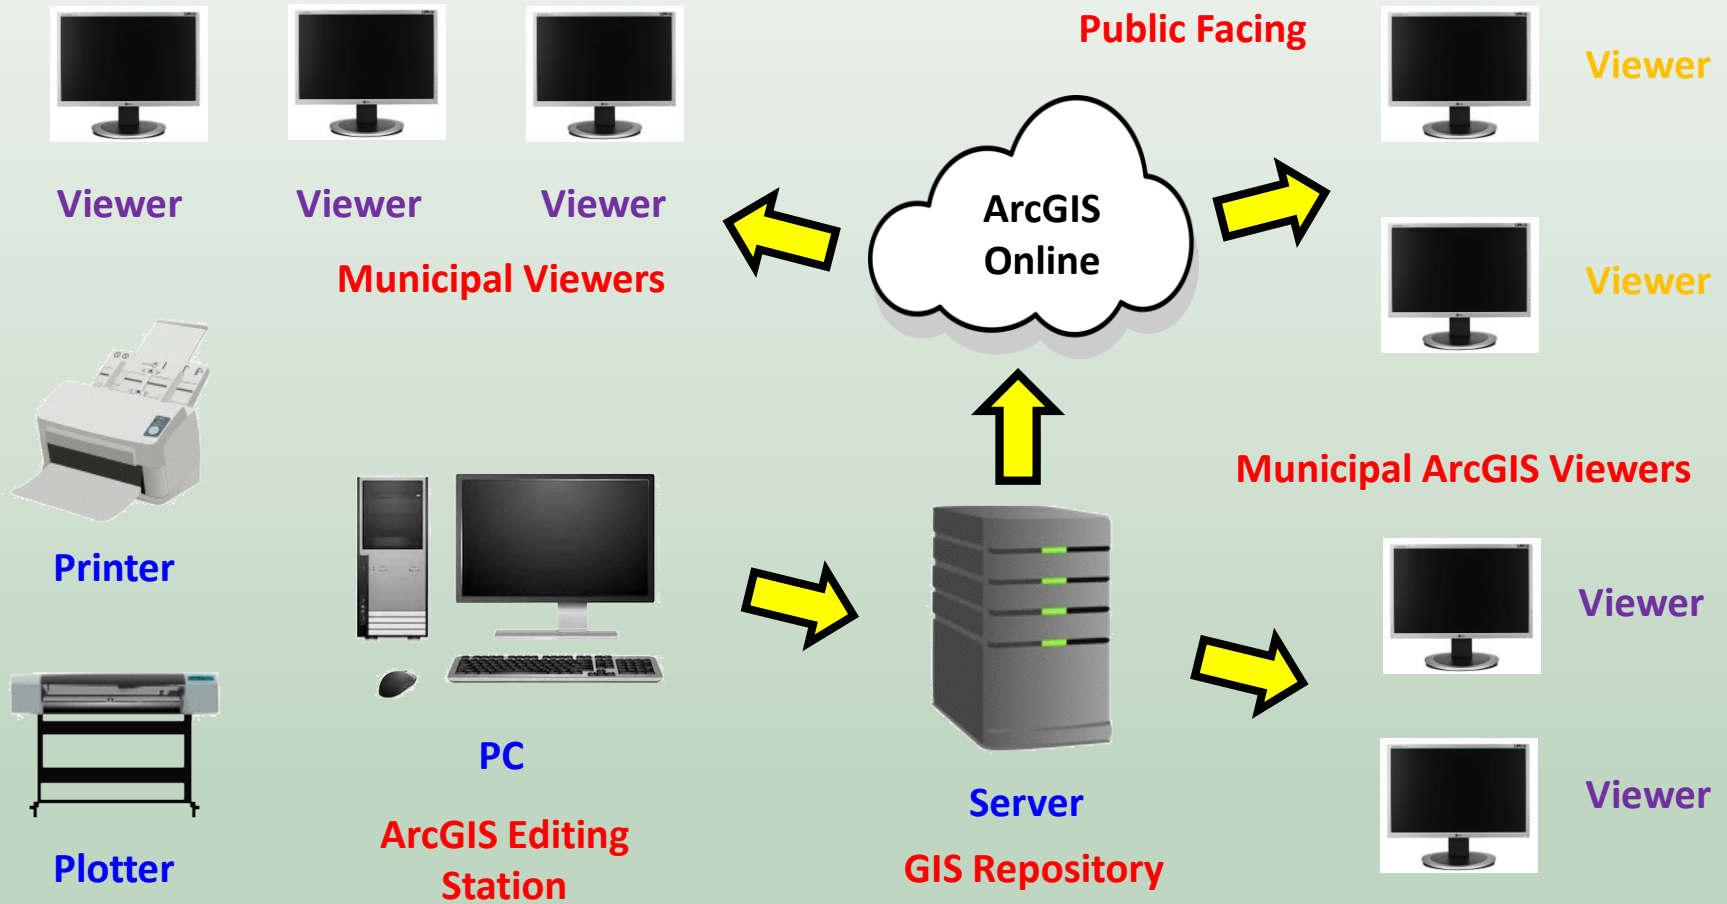 Public Facing
Viewer
Viewer
Viewer
Viewer
ArcGIS
Online
Municipal Viewers
Viewer
Municipal ArcGIS Viewers
Printer
Viewer
PC
Viewer
Server
ArcGIS Editing
Station
Plotter
GIS Repository